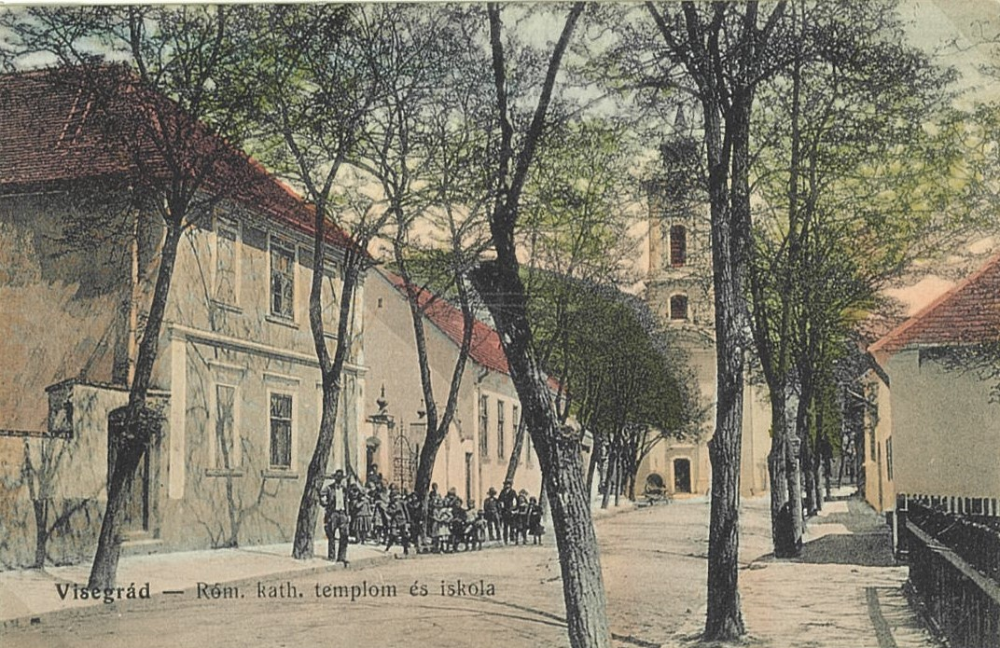 Visegrád — Róm. kath. templom és iskola